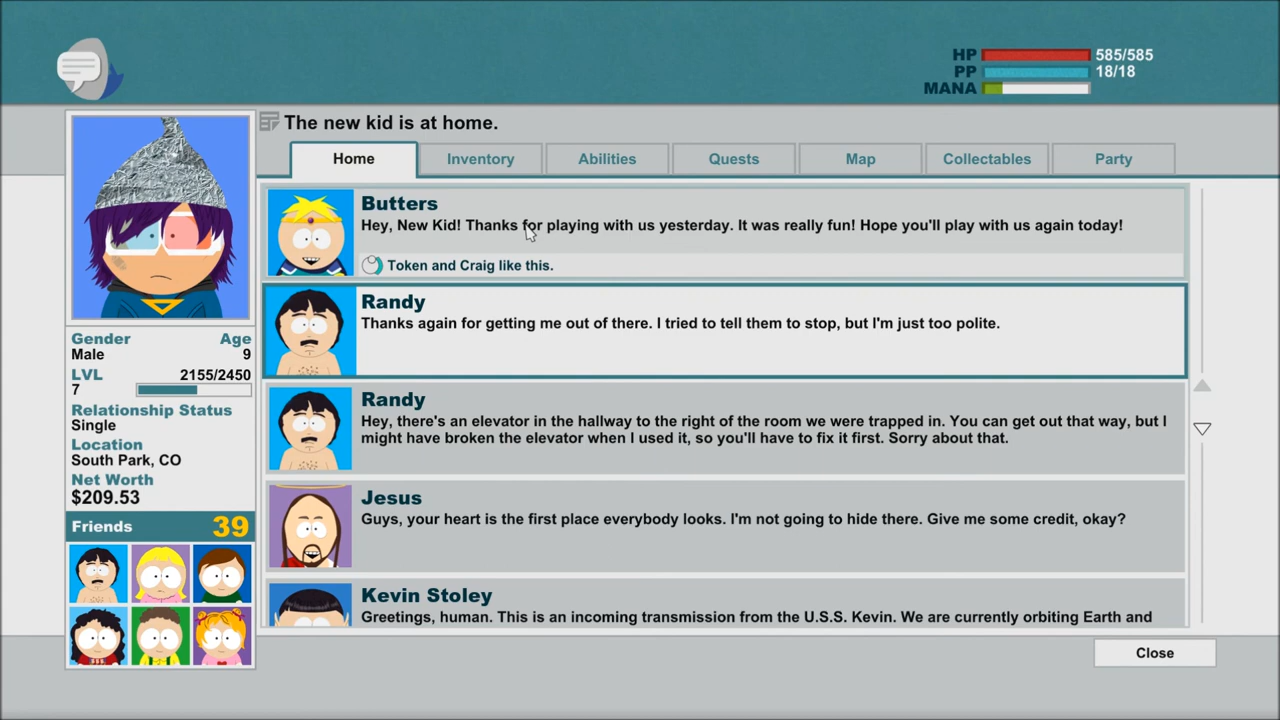 HP 585/585
PP 18/18
MANA
The new kid is at home.
Home Inventory Abilities Quests Map Collectables Party
Gender Age
Male 9
LVL 2155/2450
7
Relationship Status
Single
Location
South Park, CO
Net Worth
$209.53
Friends 39
Butters
Hey, New Kid! Thanks for playing with us yesterday. It was really fun! Hope you'll play with us again today!
Token and Craig like this.
Randy
Thanks again for getting me out of there. I tried to tell them to stop, but I'm just too polite.
Randy
Hey, there's an elevator in the hallway to the right of the room we were trapped in. You can get out that way, but I
might have broken the elevator when I used it, so you'll have to fix it first. Sorry about that.
Jesus
Guys, your heart is the first place everybody looks. I'm not going to hide there. Give me some credit, okay?
Kevin Stoley
Greetings, human. This is an incoming transmission from the U.S.S. Kevin. We are currently orbiting Earth and
Close